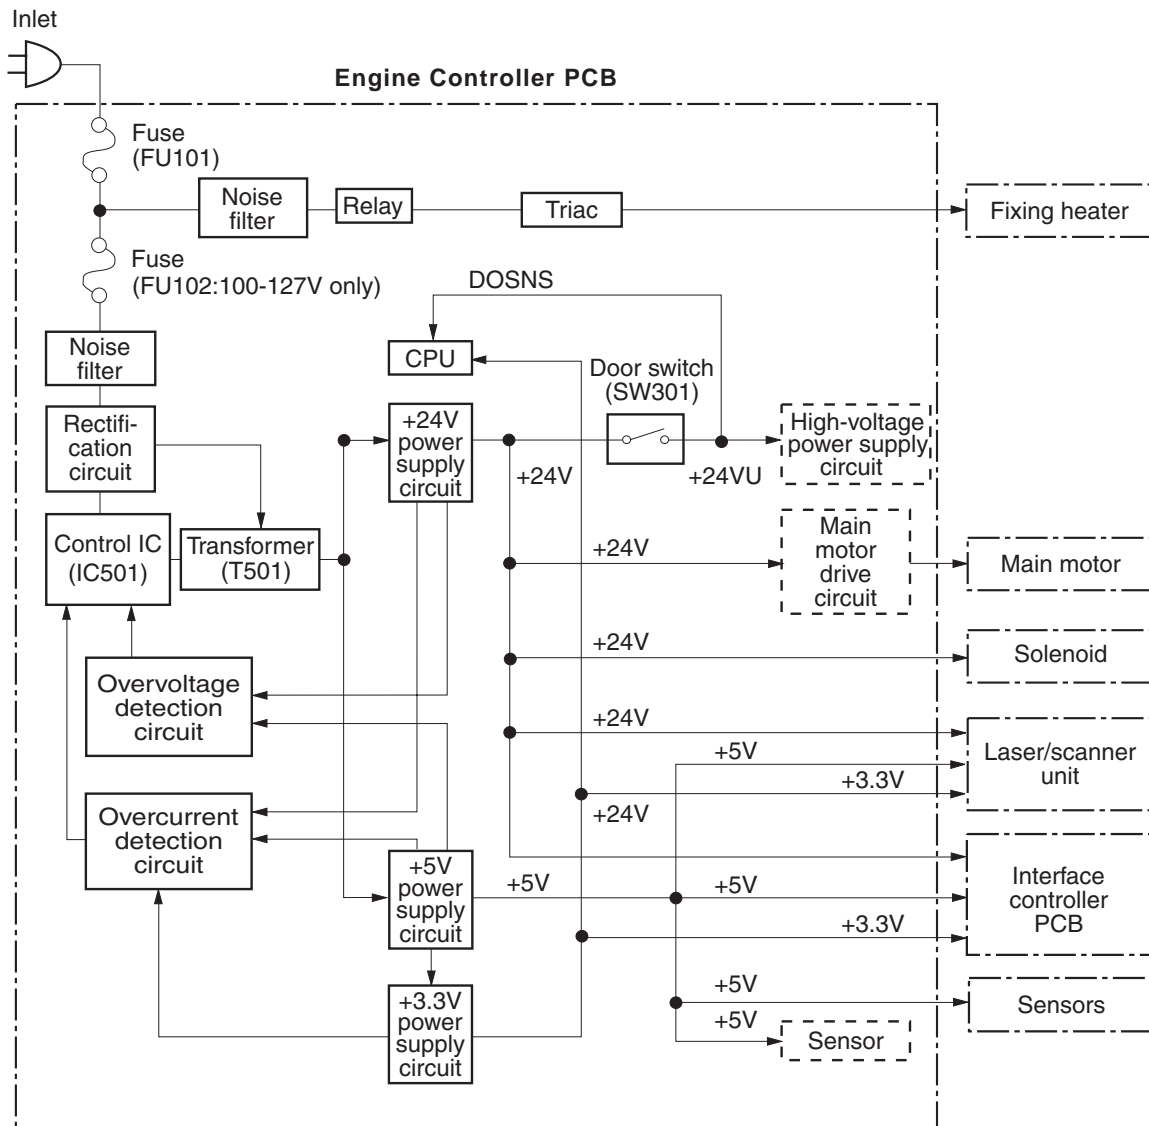 Inlet
Engine Controller PCB
Fuse
(FU101)
Noise
filter
Relay
Triac
Fixing heater
Fuse
(FU102:100-127V only)
DOSNS
Noise
filter
CPU
Door switch
(SW301)
Rectifi-
cation
circuit
+24V
power
supply
circuit
+24V
+24VU
High-voltage
power supply
circuit
Control IC
(IC501)
Transformer
(T501)
+24V
Main
motor
drive
circuit
Main motor
+24V
Solenoid
Overvoltage
detection
circuit
+24V
+5V
+3.3V
Laser/scanner
unit
Overcurrent
detection
circuit
+24V
+5V
power
supply
circuit
+5V
+5V
+3.3V
Interface
controller
PCB
+3.3V
power
supply
circuit
+5V
Sensors
+5V
Sensor